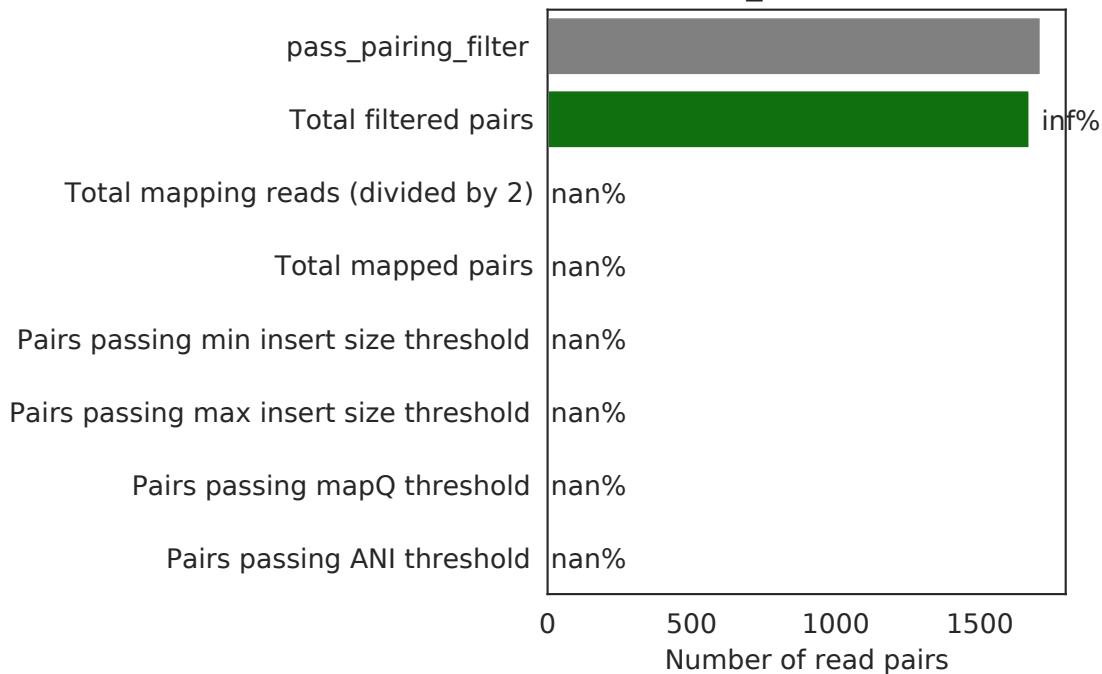 pass_pairing_filter
Total filtered pairs inf%
Total mapping reads (divided by 2) nan%
Total mapped pairs nan%
Pairs passing min insert size threshold nan%
Pairs passing max insert size threshold nan%
Pairs passing mapQ threshold nan%
Pairs passing ANI threshold nan%
0 500 1000 1500
Number of read pairs